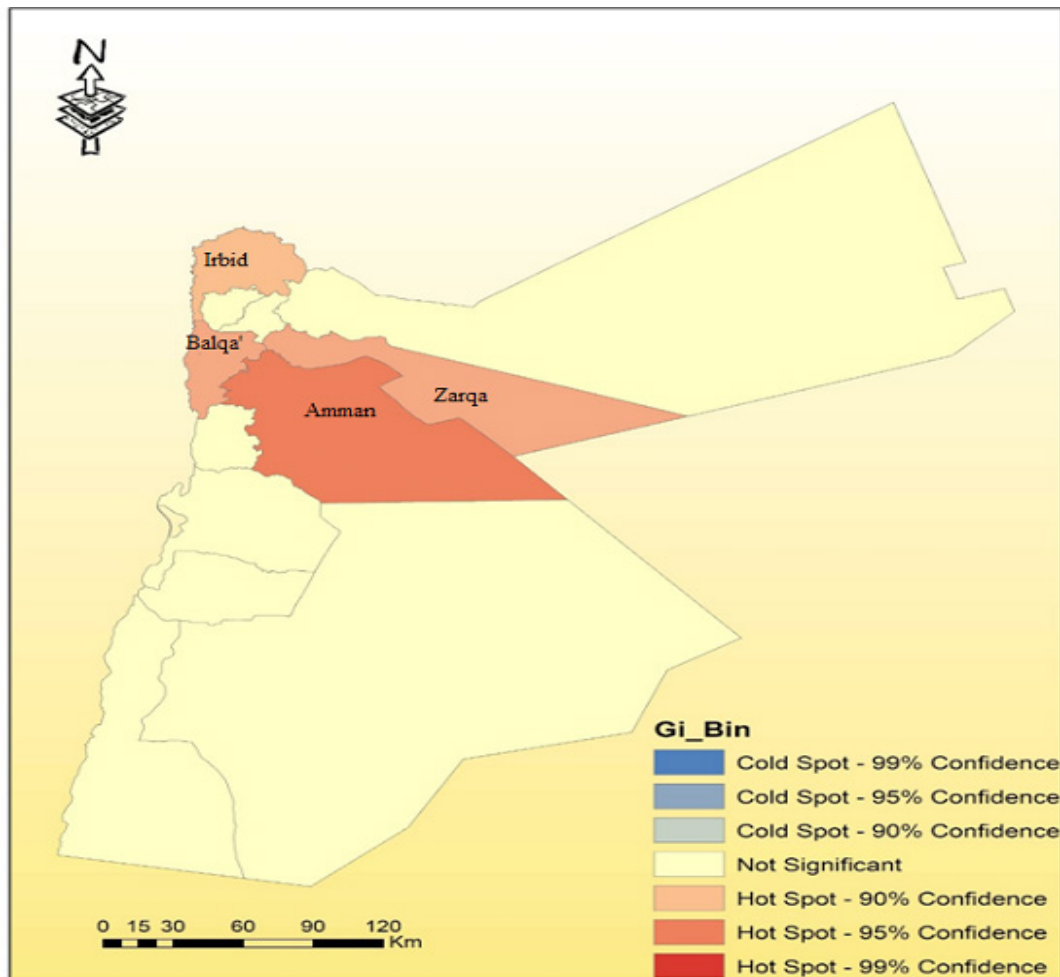 N
Irbid
Balqa'
Zarqa
Amman
Gi_Bin
Cold Spot - 99% Confidence
Cold Spot - 95% Confidence
Cold Spot - 90% Confidence
Not Significant
Hot Spot - 90% Confidence
Hot Spot - 95% Confidence
Hot Spot - 99% Confidence
0 15 30 60 90 120
Km